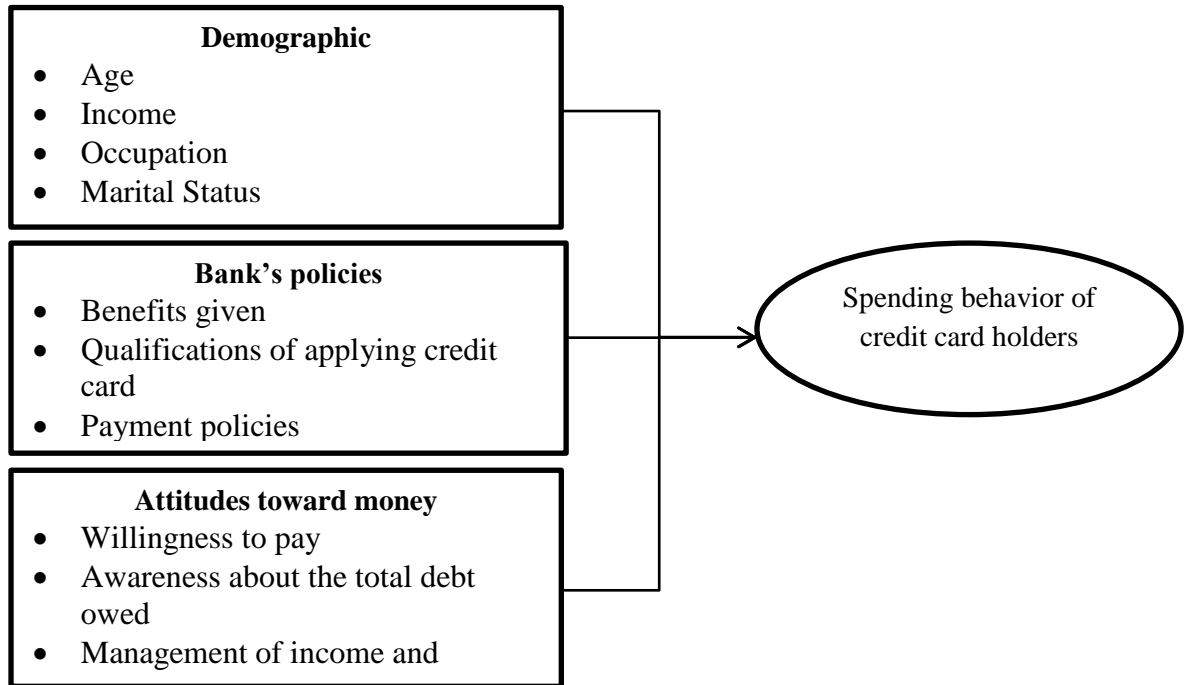 Demographic
• Age
• Income
• Occupation
• Marital Status
Bank's policies
• Benefits given
• Qualifications of applying credit
card
• Payment policies
Attitudes toward money
• Willingness to pay
• Awareness about the total debt
owed
• Management of income and
Spending behavior of
credit card holders